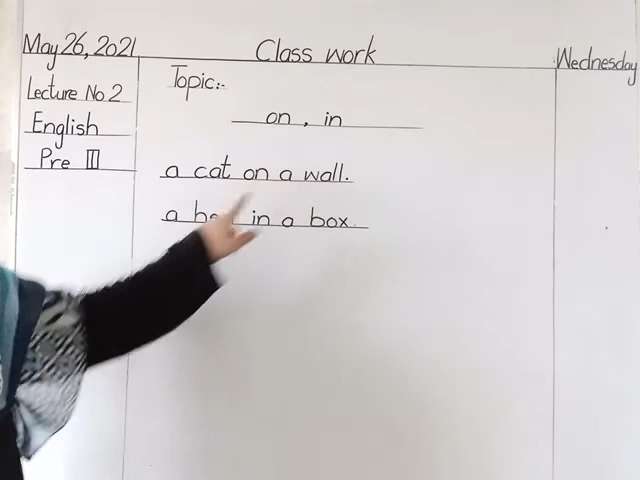 May 26, 2021
Class work
Wednesday
Lecture No 2
English
Pre III
Topic:-
on , in
a cat on a wall.
a in a box.